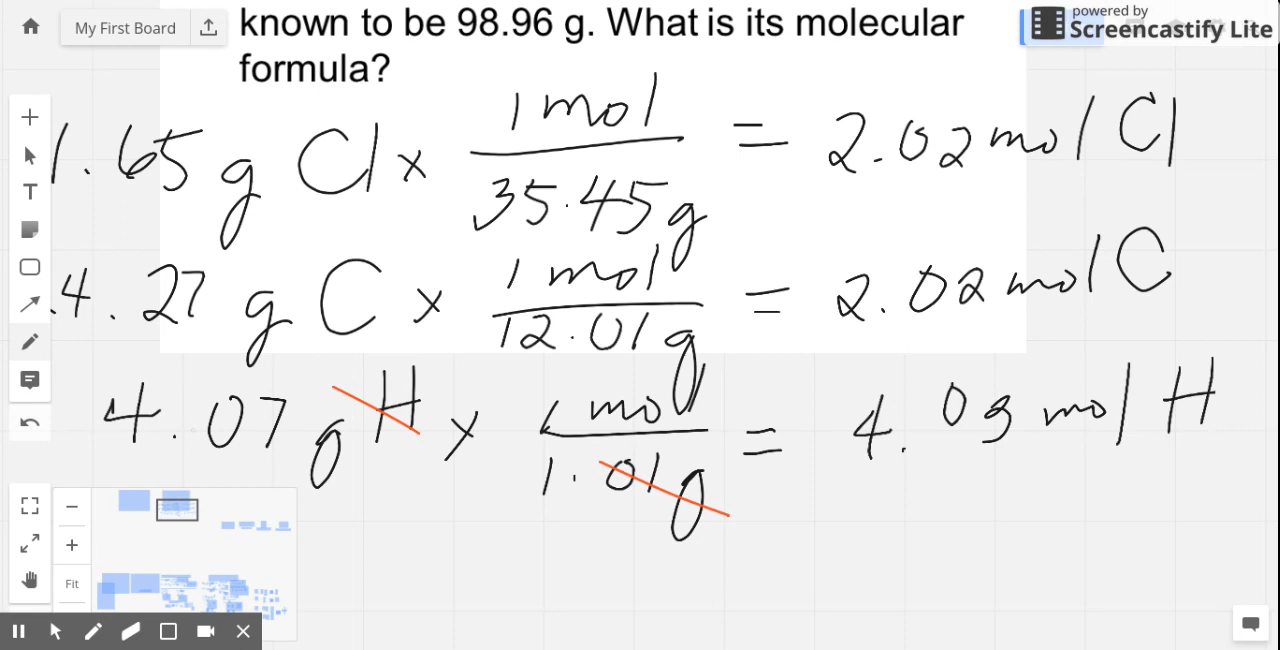 My First Board
powered by
Screencastify Lite
known to be 98.96 g. What is its molecular
formula?
1.65 g Cl x 1 mol / 35.45 g = 2.02 mol Cl
.4.27 g C x 1 mol / 12.01 g = 2.02 mol C
4.07 g H x 1 mol / 1.01 g = 4.03 mol H
T
Fit